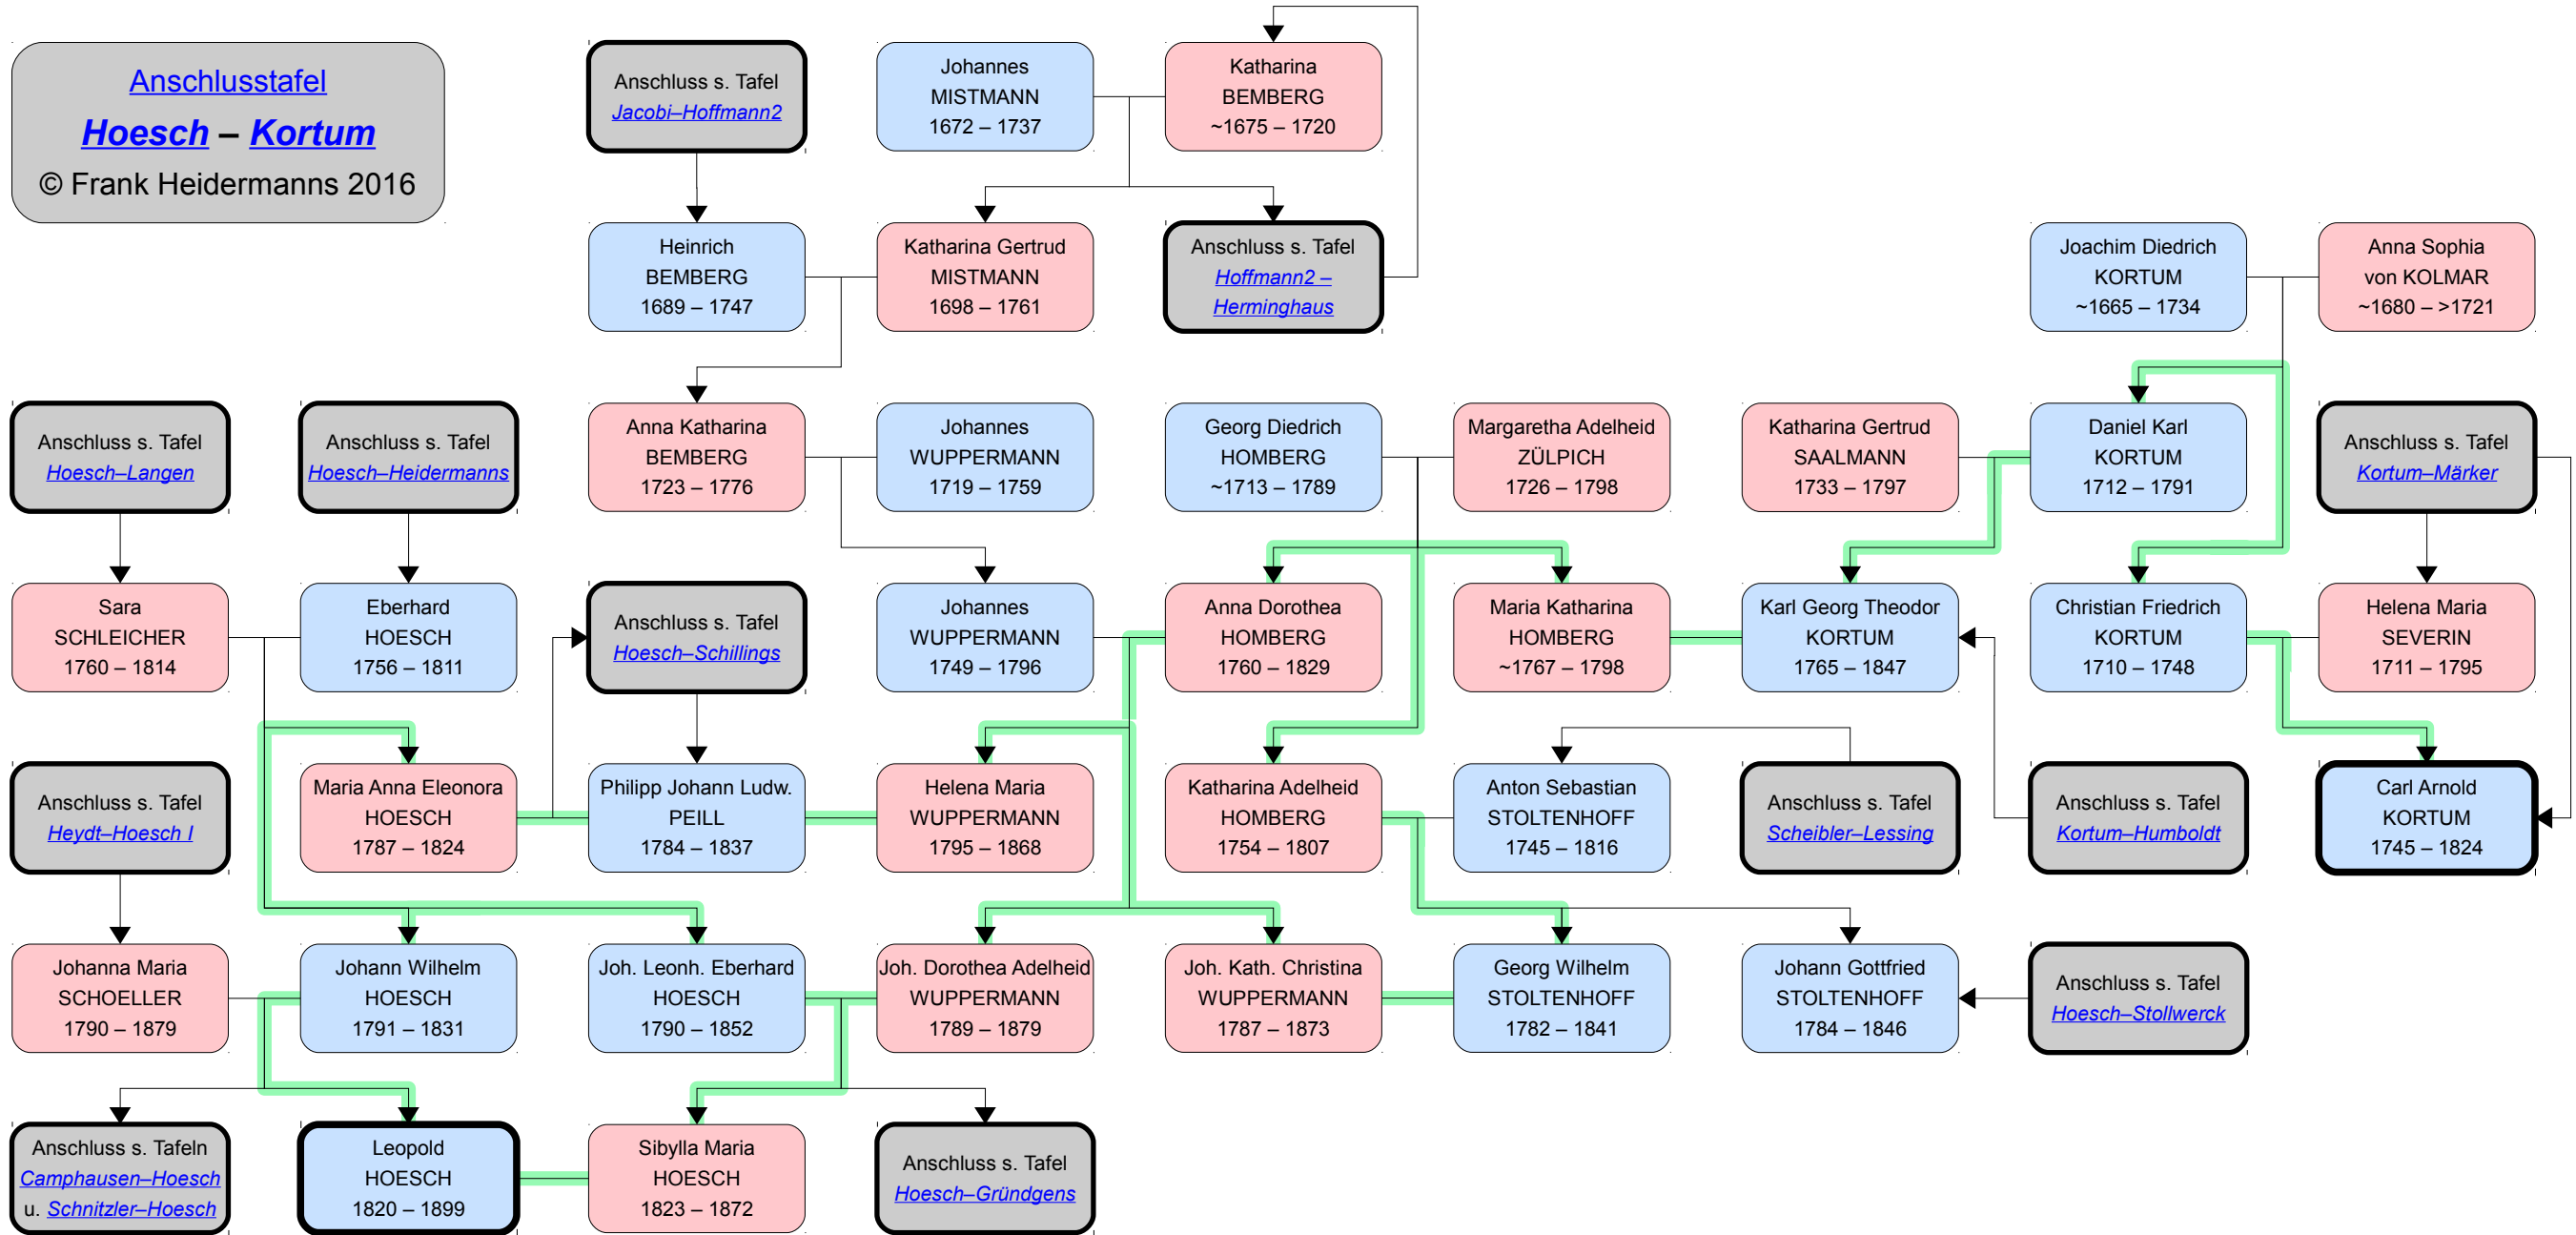 Anschlusstafel
Hoesch – Kortum
© Frank Heidermanns 2016
Anschluss s. Tafel
Jacobi–Hoffmann2
Johannes
MISTMANN
1672 – 1737
Katharina
BEMBERG
~1675 – 1720
Heinrich
BEMBERG
1689 – 1747
Katharina Gertrud
MISTMANN
1698 – 1761
Anschluss s. Tafel
Hoffmann2 –
Herminghaus
Joachim Diedrich
KORTUM
~1665 – 1734
Anna Sophia
von KOLMAR
~1680 – >1721
Anschluss s. Tafel
Hoesch–Langen
Anschluss s. Tafel
Hoesch–Heidermanns
Anna Katharina
BEMBERG
1723 – 1776
Johannes
WUPPERMANN
1719 – 1759
Georg Diedrich
HOMBERG
~1713 – 1789
Margaretha Adelheid
ZÜLPICH
1726 – 1798
Katharina Gertrud
SAALMANN
1733 – 1797
Daniel Karl
KORTUM
1712 – 1791
Anschluss s. Tafel
Kortum–Märker
Sara
SCHLEICHER
1760 – 1814
Eberhard
HOESCH
1756 – 1811
Anschluss s. Tafel
Hoesch–Schillings
Johannes
WUPPERMANN
1749 – 1796
Anna Dorothea
HOMBERG
1760 – 1829
Maria Katharina
HOMBERG
~1767 – 1798
Karl Georg Theodor
KORTUM
1765 – 1847
Christian Friedrich
KORTUM
1710 – 1748
Helena Maria
SEVERIN
1711 – 1795
Anschluss s. Tafel
Heydt–Hoesch I
Maria Anna Eleonora
HOESCH
1787 – 1824
Philipp Johann Ludw.
PEILL
1784 – 1837
Helena Maria
WUPPERMANN
1795 – 1868
Katharina Adelheid
HOMBERG
1754 – 1807
Anton Sebastian
STOLTENHOFF
1745 – 1816
Anschluss s. Tafel
Scheibler–Lessing
Anschluss s. Tafel
Kortum–Humboldt
Carl Arnold
KORTUM
1745 – 1824
Johanna Maria
SCHOELLER
1790 – 1879
Johann Wilhelm
HOESCH
1791 – 1831
Joh. Leonh. Eberhard
HOESCH
1790 – 1852
Joh. Dorothea Adelheid
WUPPERMANN
1789 – 1879
Joh. Kath. Christina
WUPPERMANN
1787 – 1873
Georg Wilhelm
STOLTENHOFF
1782 – 1841
Johann Gottfried
STOLTENHOFF
1784 – 1846
Anschluss s. Tafel
Hoesch–Stollwerck
Anschluss s. Tafeln
Camphausen–Hoesch
u. Schnitzler–Hoesch
Leopold
HOESCH
1820 – 1899
Sibylla Maria
HOESCH
1823 – 1872
Anschluss s. Tafel
Hoesch–Gründgens